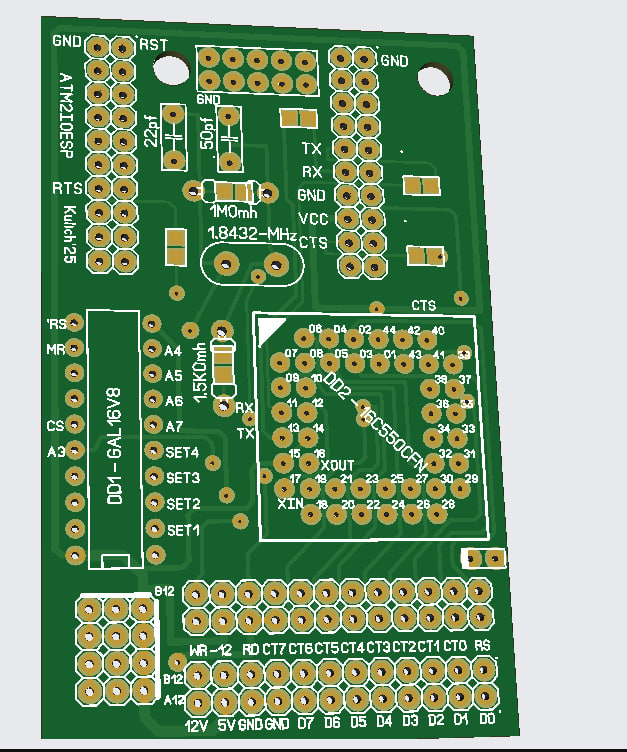 GND
RST
GND
GND
ATM210ESP
22pf
50pf
TX
RX
RTS
GND
1M0mh
VCC
Kulich'25
1.8432-MHz
CTS
CTS
'RS
06 04 02 44 42 40
MR
A4
07 08 05 03 01 43 41 39
A5
1.5K0mh
09 10
38 37
A6
RX
11 12
36 35
DD2 - 16C550CFN
CS
A7
TX
13 14
34 33
A3
SET4
15 16
XOUT
32 31
DD1-GAL16V8
SET3
17 19 21 23 25 27 30 29
SET2
XIN
18 20 22 24 26 28
SET1
B12
WR -12 RD CT7 CT6 CT5 CT4 CT3 CT2 CT1 CT0 RS
B12
A12
12V 5V GND GND D7 D6 D5 D4 D3 D2 D1 D0